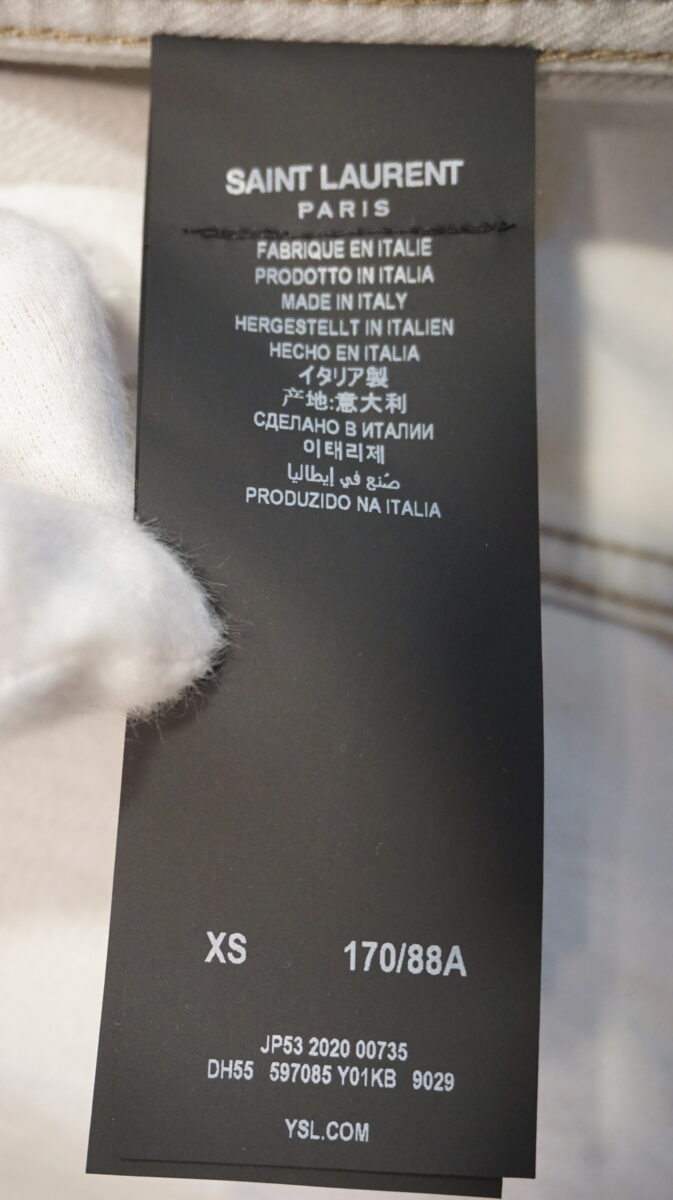 SAINT LAURENT
PARIS
FABRIQUE EN ITALIE
PRODOTTO IN ITALIA
MADE IN ITALY
HERGESTELLT IN ITALIEN
HECHO EN ITALIA
イタリア製
产地:意大利
СДЕЛАНО В ИТАЛИИ
이태리제
صُنع في إيطاليا
PRODUZIDO NA ITALIA
XS 170/88A
JP53 2020 00735
DH55 597085 Y01KB 9029
YSL.COM